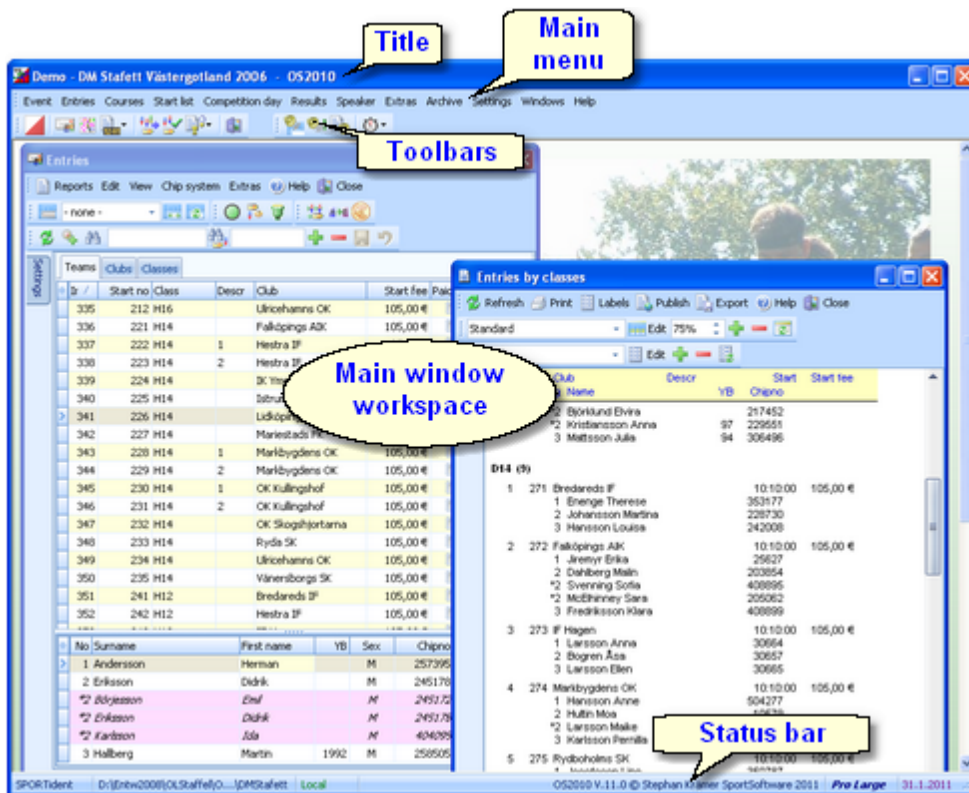 Title
Main
menu
Demo - DM Stafett Västergotland 2006 - OS2010
Event Entries Courses Start list Competition day Results Speaker Extras Archive Settings Windows Help
Toolbars
Entries
Reports Edit View Chip system Extras Help Close
- none -
Settings
Teams Clubs Classes
Start no Class Descr Club Start fee
335 212 H16 Ulricehamns OK 105,00 €
336 221 H14 Falköpings AIK 105,00 €
337 222 H14 1 Hestra IF
338 223 H14 2 Hestra IF
339 224 H14
340 225 H14
341 226 H14
342 227 H14 Mariestads
343 228 H14 1 Markbygdens OK
344 229 H14 2 Markbygdens OK 105,00 €
345 230 H14 1 OK Kullingshof 105,00 €
346 231 H14 2 OK Kullingshof 105,00 €
347 232 H14 OK Skogshjortarna 105,00 €
348 233 H14 Ryda SK 105,00 €
349 234 H14 Ulricehamns OK 105,00 €
350 235 H14 Vänersborgs SK 105,00 €
351 241 H12 Bredareds IF 105,00 €
352 242 H12 Hestra IF 105,00 €
No Surname First name YB Sex Chipno
1 Andersson Herman M 257395
2 Eriksson Didrik M 245178
*2 Börjesson Emil M 245172
*2 Eriksson Didrik M 245178
*2 Karlsson Ida M 404095
3 Hallberg Martin 1992 M 258505
Main window
workspace
Entries by classes
Refresh Print Labels Publish Export Help Close
Standard Edit 75%
Edit
Club Descr Start Start fee
Name YB Chipno
*2 Björklund Elvira 217452
*2 Kristiansson Anna 97 229551
3 Mattsson Julia 94 306496
D14 (9)
1 271 Bredareds IF 10:10:00 105,00 €
1 Enenge Therese 353177
2 Johansson Martina 228730
3 Hansson Louisa 242008
2 272 Falköpings AIK 10:10:00 105,00 €
1 Jiremyr Erika 25627
2 Dahlberg Malin 203854
*2 Svenning Sofia 408895
*2 McElhinney Sara 205062
3 Fredriksson Klara 408899
3 273 IF Hagen 10:10:00 105,00 €
1 Larsson Anna 30664
2 Bogren Åsa 30657
3 Larsson Ellen 30665
4 274 Markbygdens OK 10:10:00 105,00 €
1 Hansson Anne 504277
2 Hultin Moa
*2 Larsson Maike
3 Karlsson Pernilla
5 275 Rydboholms SK
Status bar
SPORTident D:\Entw2008\OLStaffel\O....\DMStafett Local OS2010 V.11.0 © Stephan Krämer SportSoftware 2011 Pro Large 31.1.2011